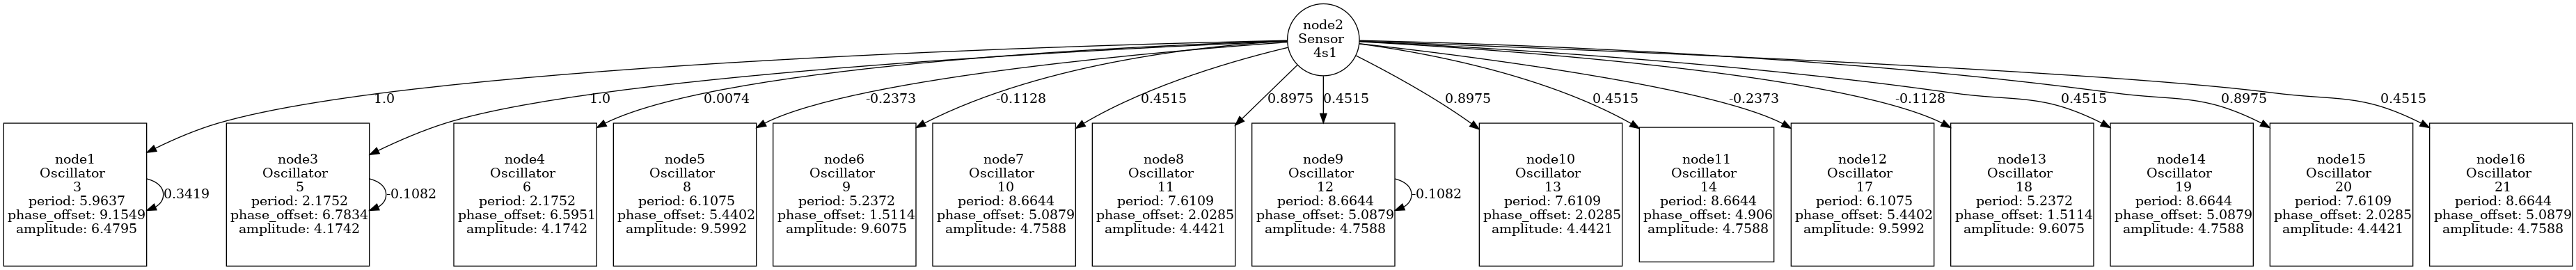 node2
Sensor
4s1
1.0
1.0
0.0074
-0.2373
-0.1128
0.4515
0.8975
0.4515
0.8975
0.4515
-0.2373
-0.1128
0.4515
0.8975
0.4515
node1
Oscillator
3
period: 5.9637
phase_offset: 9.1549
amplitude: 6.4795
0.3419
node3
Oscillator
5
period: 2.1752
phase_offset: 6.7834
amplitude: 4.1742
-0.1082
node4
Oscillator
6
period: 2.1752
phase_offset: 6.5951
amplitude: 4.1742
node5
Oscillator
8
period: 6.1075
phase_offset: 5.4402
amplitude: 9.5992
node6
Oscillator
9
period: 5.2372
phase_offset: 1.5114
amplitude: 9.6075
node7
Oscillator
10
period: 8.6644
phase_offset: 5.0879
amplitude: 4.7588
node8
Oscillator
11
period: 7.6109
phase_offset: 2.0285
amplitude: 4.4421
node9
Oscillator
12
period: 8.6644
phase_offset: 5.0879
amplitude: 4.7588
-0.1082
node10
Oscillator
13
period: 7.6109
phase_offset: 2.0285
amplitude: 4.4421
node11
Oscillator
14
period: 8.6644
phase_offset: 4.906
amplitude: 4.7588
node12
Oscillator
17
period: 6.1075
phase_offset: 5.4402
amplitude: 9.5992
node13
Oscillator
18
period: 5.2372
phase_offset: 1.5114
amplitude: 9.6075
node14
Oscillator
19
period: 8.6644
phase_offset: 5.0879
amplitude: 4.7588
node15
Oscillator
20
period: 7.6109
phase_offset: 2.0285
amplitude: 4.4421
node16
Oscillator
21
period: 8.6644
phase_offset: 5.0879
amplitude: 4.7588